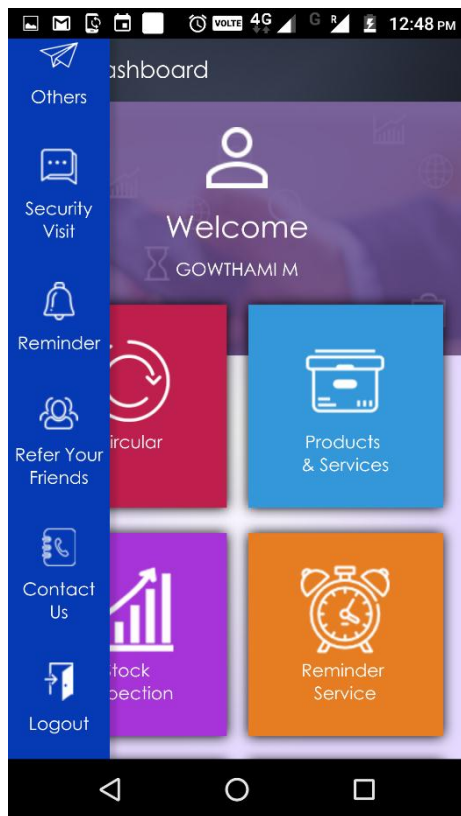 VOLTE 4G G R 12:48 PM
ashboard
Others
Security
Visit
Reminder
Refer Your
Friends
Contact
Us
Logout
Welcome
GOWTHAMI M
ircular
Products
& Services
tock
pection
Reminder
Service